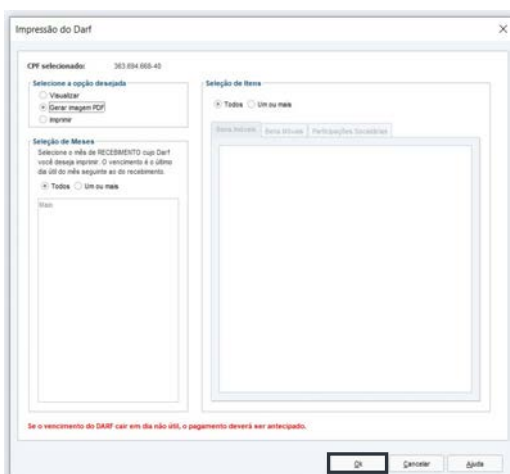 Impressão do Darf
CPF selecionado: 363.894.668-40
Selecione a opção desejada
Visualizar
Gerar imagem PDF
Imprimir
Seleção de Meses
Selecione o mês de RECEBIMENTO cujo Darf
você deseja imprimir. O vencimento é o último
dia útil do mês seguinte ao do recebimento.
Todos Um ou mais
Maio
Seleção de Itens
Todos Um ou mais
Bens Imóveis Bens Móveis Participações Societárias
Se o vencimento do DARF cair em dia não útil, o pagamento deverá ser antecipado.
Ok Cancelar Ajuda